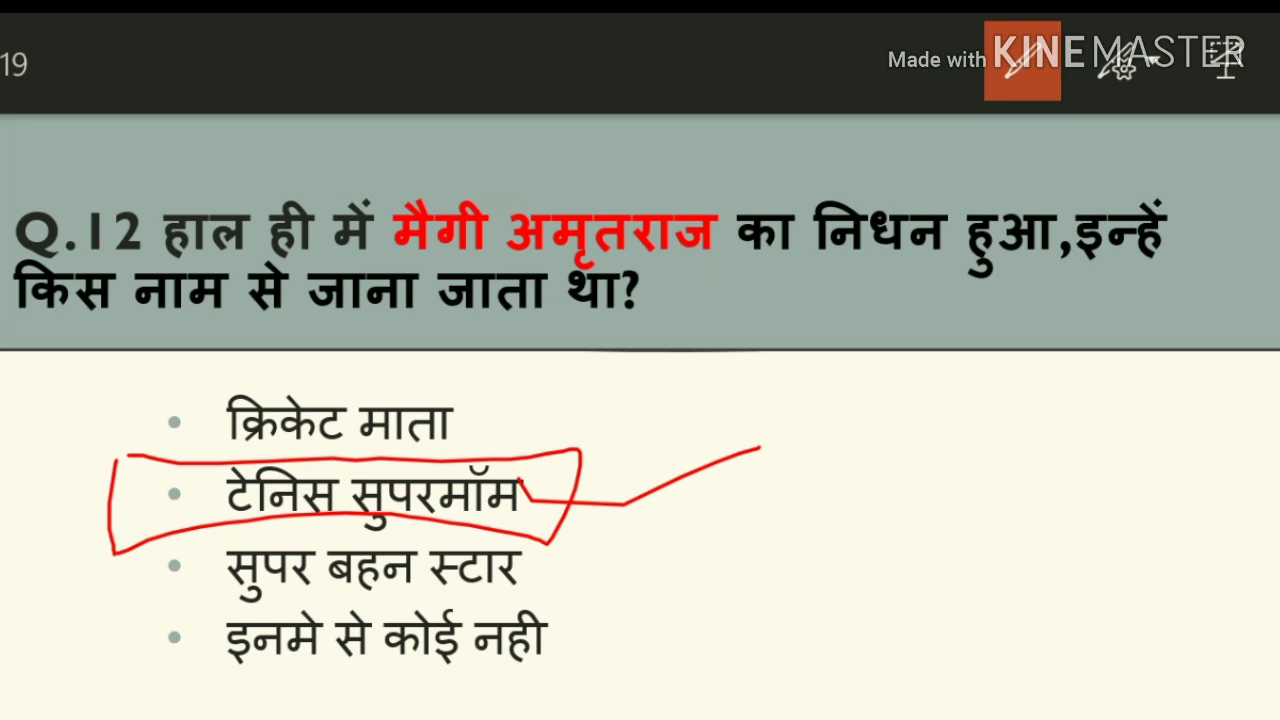 19
Made with KINEMASTER
Q.12 हाल ही में मैगी अमृतराज का निधन हुआ,इन्हें
किस नाम से जाना जाता था?
• क्रिकेट माता
• टेनिस सुपरमॉम
• सुपर बहन स्टार
• इनमे से कोई नही